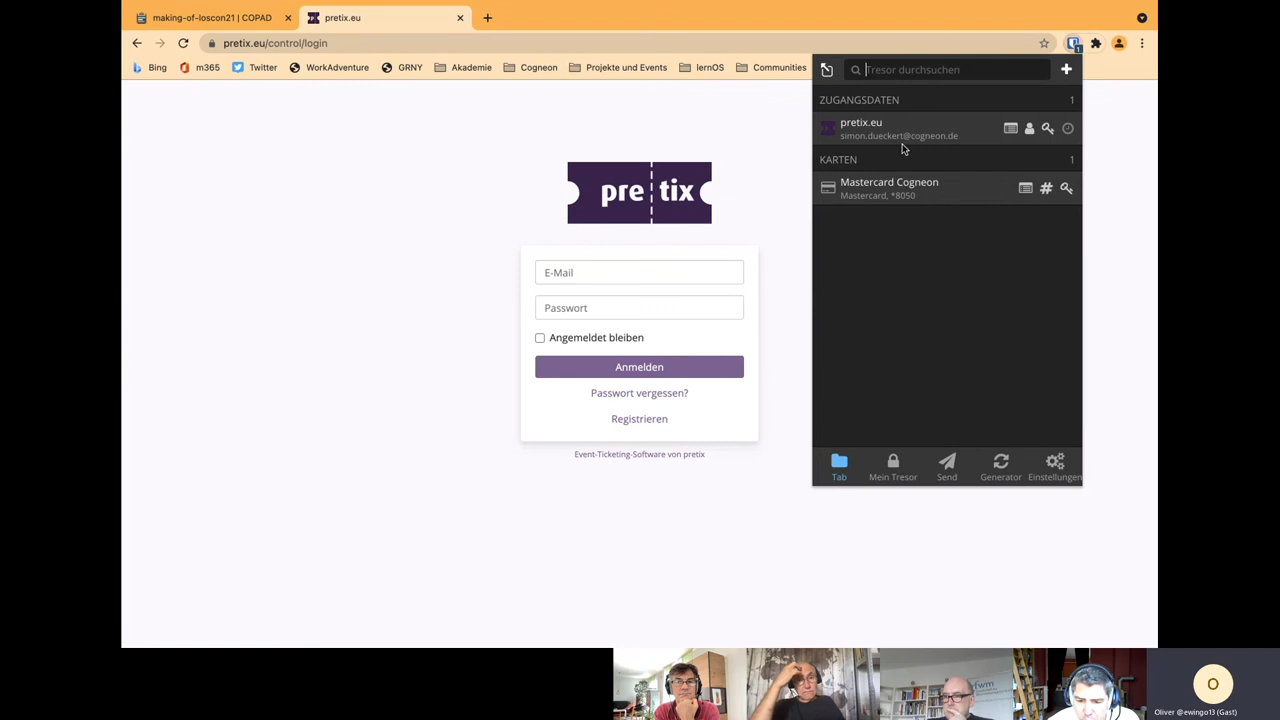 making-of-loscon21 | COPAD
pretix.eu
pretix.eu/control/login
1
Bing
m365
Twitter
WorkAdventure
GRNY
Akademie
Cogneon
Projekte und Events
lernOS
Communities
Tresor durchsuchen
ZUGANGSDATEN 1
pretix.eu
simon.dueckert@cogneon.de
KARTEN 1
Mastercard Cogneon
Mastercard, *8050
Tab
Mein Tresor
Send
Generator
Einstellungen
pretix
E-Mail
Passwort
Angemeldet bleiben
Anmelden
Passwort vergessen?
Registrieren
Event-Ticketing-Software von pretix
fwm
O
Oliver @ewingo13 (Gast)